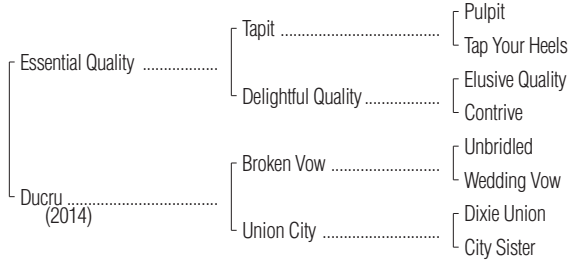 Pulpit
Tapit
Tap Your Heels
Essential Quality
Elusive Quality
Delightful Quality
Contrive
Unbridled
Broken Vow
Wedding Vow
Ducru
(2014)
Dixie Union
Union City
City Sister